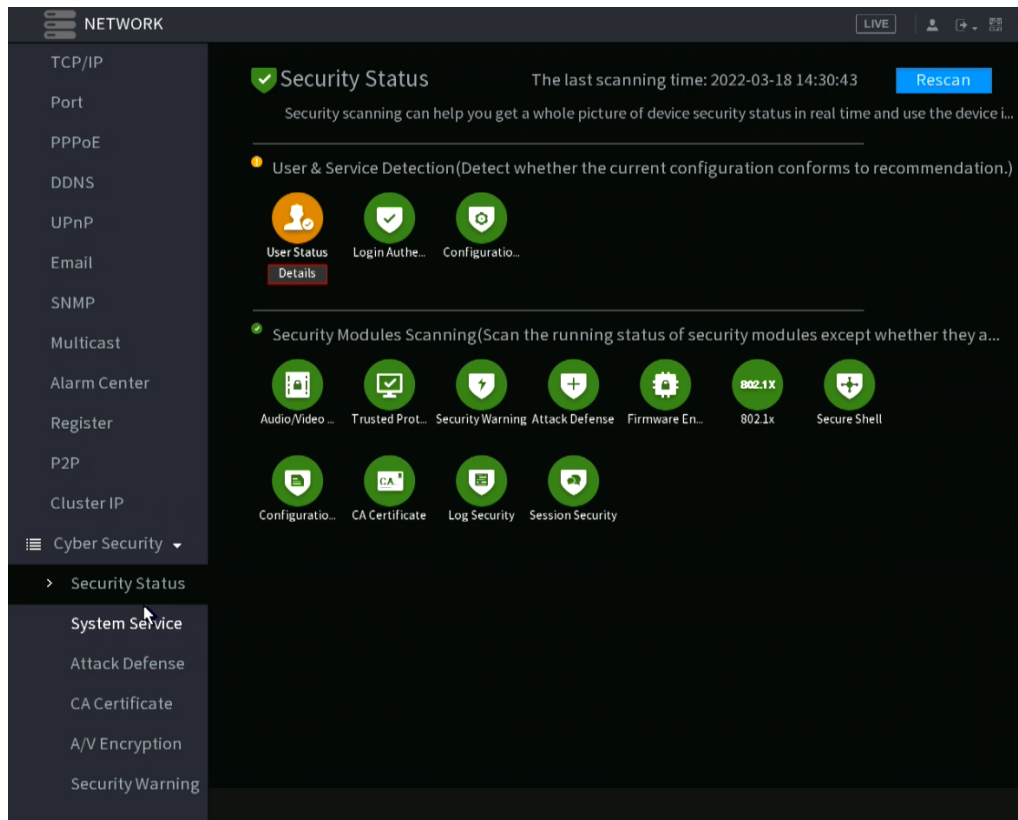 NETWORK
LIVE
TCP/IP
Port
PPPoE
DDNS
UPnP
Email
SNMP
Multicast
Alarm Center
Register
P2P
Cluster IP
Cyber Security
Security Status
System Service
Attack Defense
CA Certificate
A/V Encryption
Security Warning
Security Status
The last scanning time: 2022-03-18 14:30:43
Rescan
Security scanning can help you get a whole picture of device security status in real time and use the device i...
User & Service Detection(Detect whether the current configuration conforms to recommendation.)
User Status
Login Authe...
Configuratio...
Details
Security Modules Scanning(Scan the running status of security modules except whether they a...
802.1X
Audio/Video ...
Trusted Prot...
Security Warning
Attack Defense
Firmware En...
802.1x
Secure Shell
CA.
Configuratio...
CA Certificate
Log Security
Session Security